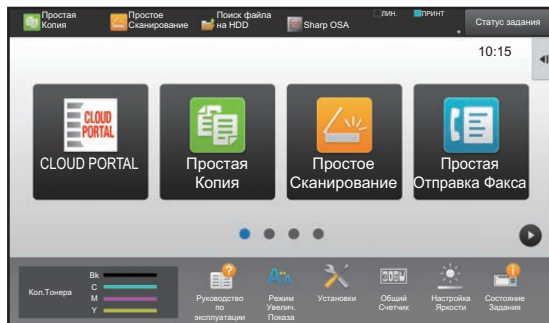 Простая
Копия
Простое
Сканирование
Поиск файла
на HDD
Sharp OSA
ЛИН.
ПРИНТ
Статус задания
10:15
CLOUD
PORTAL
CLOUD PORTAL
Простая
Копия
Простое
Сканирование
Простая
Отправка Факса
Кол.Тонера
Bk
C
M
Y
Руководство
по
эксплуатации
Режим
Увелич.
Показа
Установки
Общий
Счетчик
Настройка
Яркости
Состояние
Задания